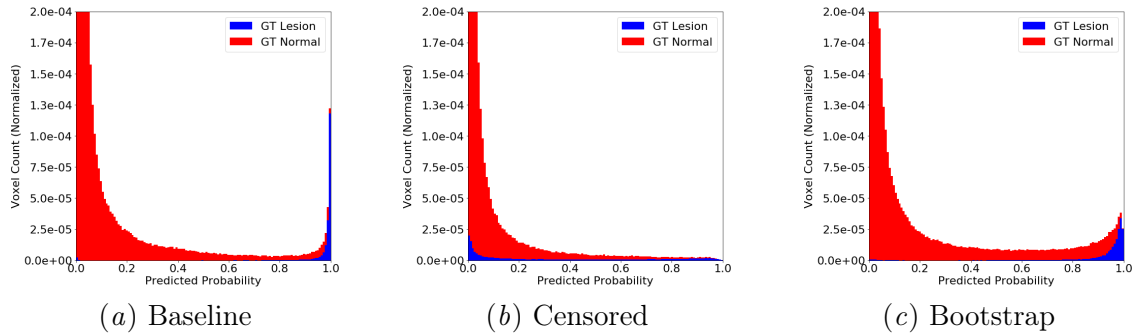 2.0e-04
1.7e-04
1.5e-04
1.3e-04
1.0e-04
7.5e-05
5.0e-05
2.5e-05
0.0e+00
Voxel Count (Normalized)
0.0 0.2 0.4 0.6 0.8 1.0
Predicted Probability
GT Lesion
GT Normal
(a) Baseline
2.0e-04
1.7e-04
1.5e-04
1.3e-04
1.0e-04
7.5e-05
5.0e-05
2.5e-05
0.0e+00
Voxel Count (Normalized)
0.0 0.2 0.4 0.6 0.8 1.0
Predicted Probability
GT Lesion
GT Normal
(b) Censored
2.0e-04
1.7e-04
1.5e-04
1.3e-04
1.0e-04
7.5e-05
5.0e-05
2.5e-05
0.0e+00
Voxel Count (Normalized)
0.0 0.2 0.4 0.6 0.8 1.0
Predicted Probability
GT Lesion
GT Normal
(c) Bootstrap